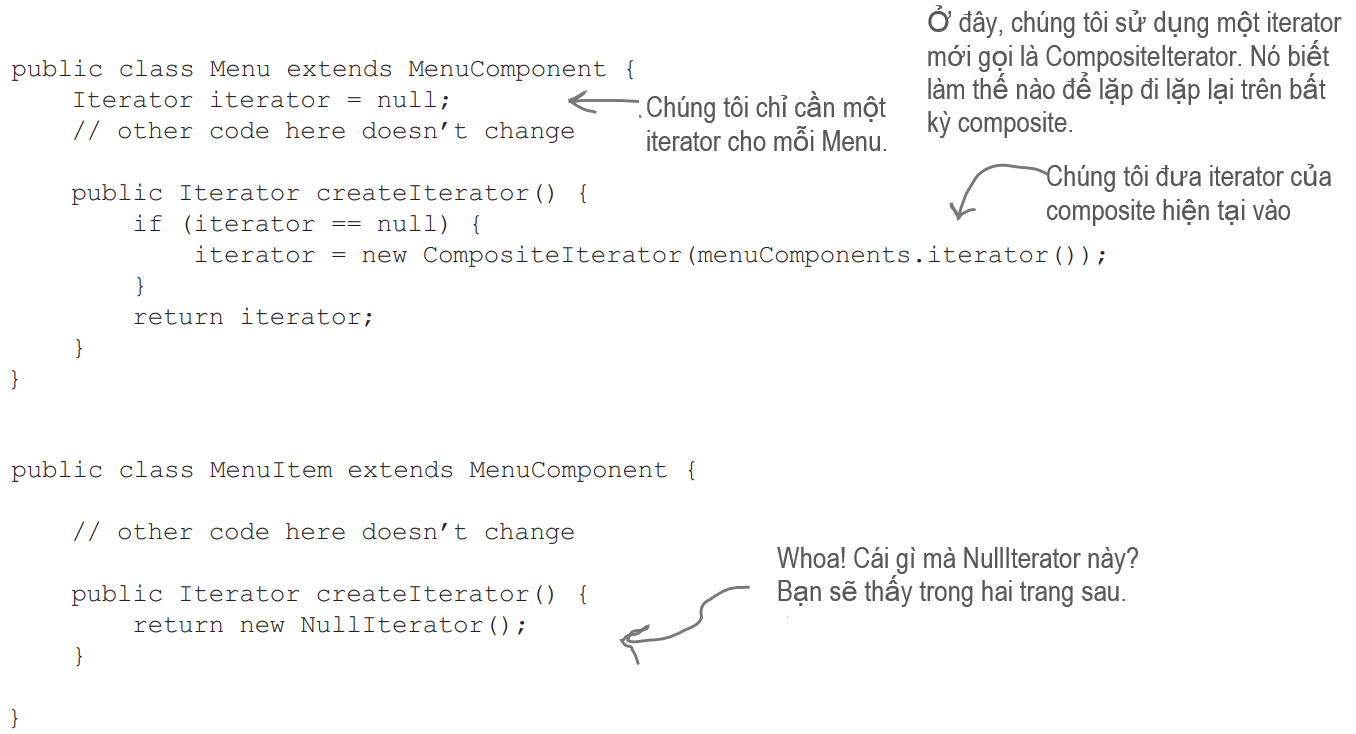 Ở đây, chúng tôi sử dụng một iterator
mới gọi là CompositeIterator. Nó biết
làm thế nào để lặp đi lặp lại trên bất
kỳ composite.
public class Menu extends MenuComponent {
Iterator iterator = null;
// other code here doesn’t change
Chúng tôi chỉ cần một
iterator cho mỗi Menu.
Chúng tôi đưa iterator của
composite hiện tại vào
public Iterator createIterator() {
if (iterator == null) {
iterator = new CompositeIterator(menuComponents.iterator());
}
return iterator;
}
}
public class MenuItem extends MenuComponent {
// other code here doesn’t change
Whoa! Cái gì mà NullIterator này?
Bạn sẽ thấy trong hai trang sau.
public Iterator createIterator() {
return new NullIterator();
}
}